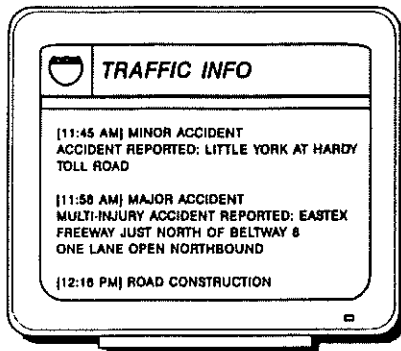 TRAFFIC INFO
[11:45 AM] MINOR ACCIDENT
ACCIDENT REPORTED: LITTLE YORK AT HARDY
TOLL ROAD
[11:58 AM] MAJOR ACCIDENT
MULTI-INJURY ACCIDENT REPORTED: EASTEX
FREEWAY JUST NORTH OF BELTWAY 8
ONE LANE OPEN NORTHBOUND
[12:16 PM] ROAD CONSTRUCTION